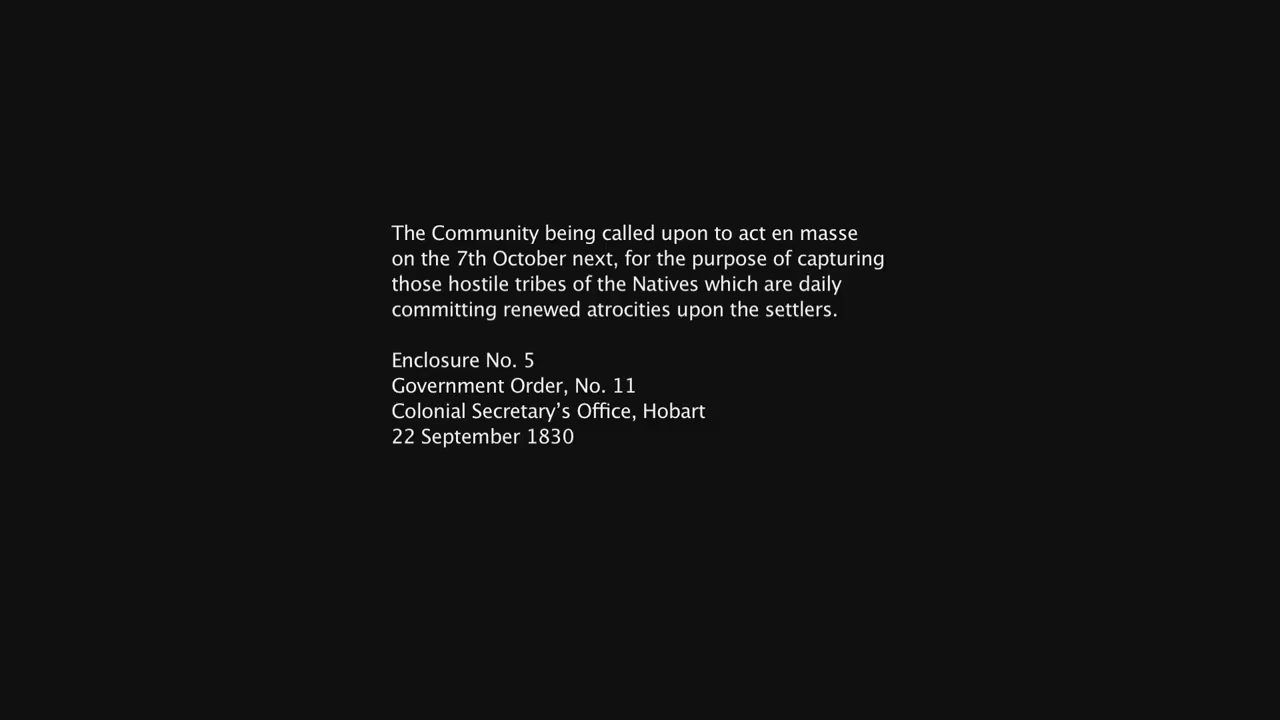 The Community being called upon to act en masse
on the 7th October next, for the purpose of capturing
those hostile tribes of the Natives which are daily
committing renewed atrocities upon the settlers.
Enclosure No. 5
Government Order, No. 11
Colonial Secretary’s Office, Hobart
22 September 1830